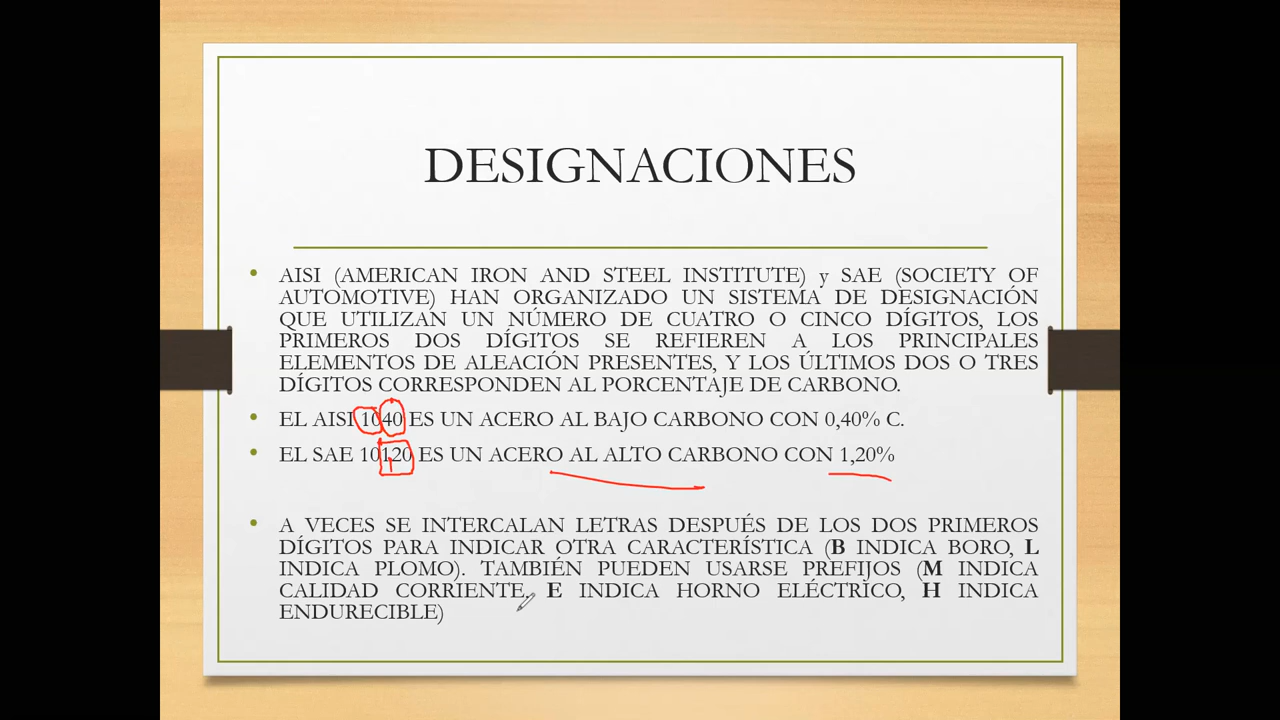 DESIGNACIONES
• AISI (AMERICAN IRON AND STEEL INSTITUTE) y SAE (SOCIETY OF
AUTOMOTIVE) HAN ORGANIZADO UN SISTEMA DE DESIGNACIÓN
QUE UTILIZAN UN NÚMERO DE CUATRO O CINCO DÍGITOS, LOS
PRIMEROS DOS DÍGITOS SE REFIEREN A LOS PRINCIPALES
ELEMENTOS DE ALEACIÓN PRESENTES, Y LOS ÚLTIMOS DOS O TRES
DÍGITOS CORRESPONDEN AL PORCENTAJE DE CARBONO.
• EL AISI 1040 ES UN ACERO AL BAJO CARBONO CON 0,40% C.
• EL SAE 10120 ES UN ACERO AL ALTO CARBONO CON 1,20%
• A VECES SE INTERCALAN LETRAS DESPUÉS DE LOS DOS PRIMEROS
DÍGITOS PARA INDICAR OTRA CARACTERÍSTICA (B INDICA BORO, L
INDICA PLOMO). TAMBIÉN PUEDEN USARSE PREFIJOS (M INDICA
CALIDAD CORRIENTE, E INDICA HORNO ELÉCTRICO, H INDICA
ENDURECIBLE)